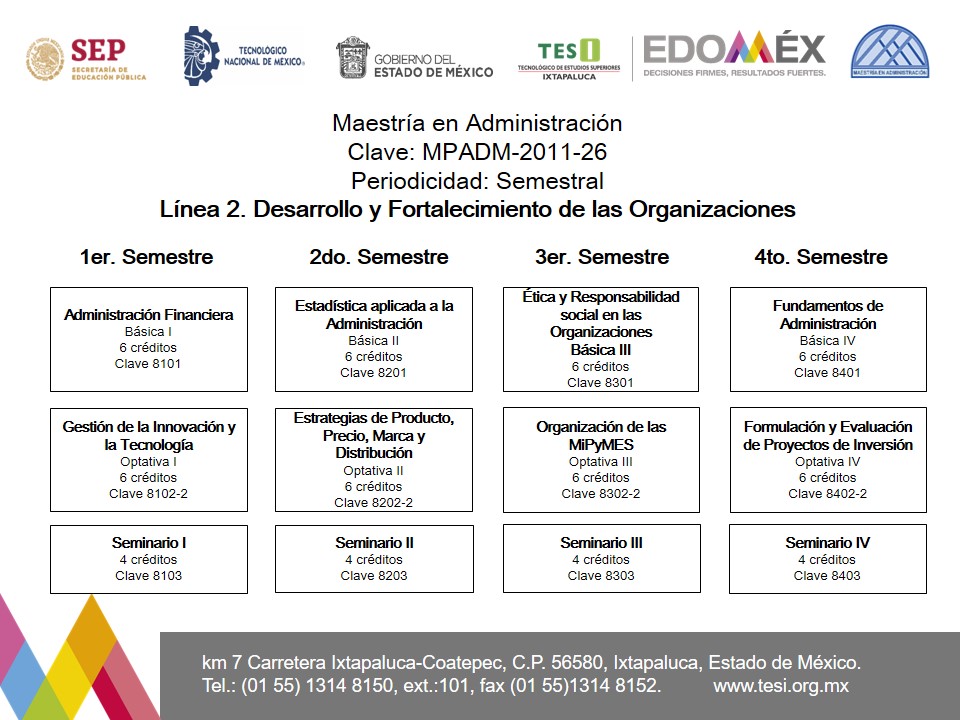 SEP
SECRETARÍA DE
EDUCACIÓN PÚBLICA
TECNOLÓGICO
NACIONAL DE MÉXICO
GOBIERNO DEL
ESTADO DE MÉXICO
TESI
TECNOLÓGICO DE ESTUDIOS SUPERIORES
IXTAPALUCA
EDOMÉX
DECISIONES FIRMES, RESULTADOS FUERTES.
MAESTRÍA EN ADMINISTRACIÓN
Maestría en Administración
Clave: MPADM-2011-26
Periodicidad: Semestral
Línea 2. Desarrollo y Fortalecimiento de las Organizaciones
1er. Semestre
2do. Semestre
3er. Semestre
4to. Semestre
Administración Financiera
Básica I
6 créditos
Clave 8101
Estadística aplicada a la
Administración
Básica II
6 créditos
Clave 8201
Ética y Responsabilidad
social en las
Organizaciones
Básica III
6 créditos
Clave 8301
Fundamentos de
Administración
Básica IV
6 créditos
Clave 8401
Gestión de la Innovación y
la Tecnología
Optativa I
6 créditos
Clave 8102-2
Estrategias de Producto,
Precio, Marca y
Distribución
Optativa II
6 créditos
Clave 8202-2
Organización de las
MiPyMES
Optativa III
6 créditos
Clave 8302-2
Formulación y Evaluación
de Proyectos de Inversión
Optativa IV
6 créditos
Clave 8402-2
Seminario I
4 créditos
Clave 8103
Seminario II
4 créditos
Clave 8203
Seminario III
4 créditos
Clave 8303
Seminario IV
4 créditos
Clave 8403
km 7 Carretera Ixtapaluca-Coatepec, C.P. 56580, Ixtapaluca, Estado de México.
Tel.: (01 55) 1314 8150, ext.:101, fax (01 55)1314 8152. www.tesi.org.mx